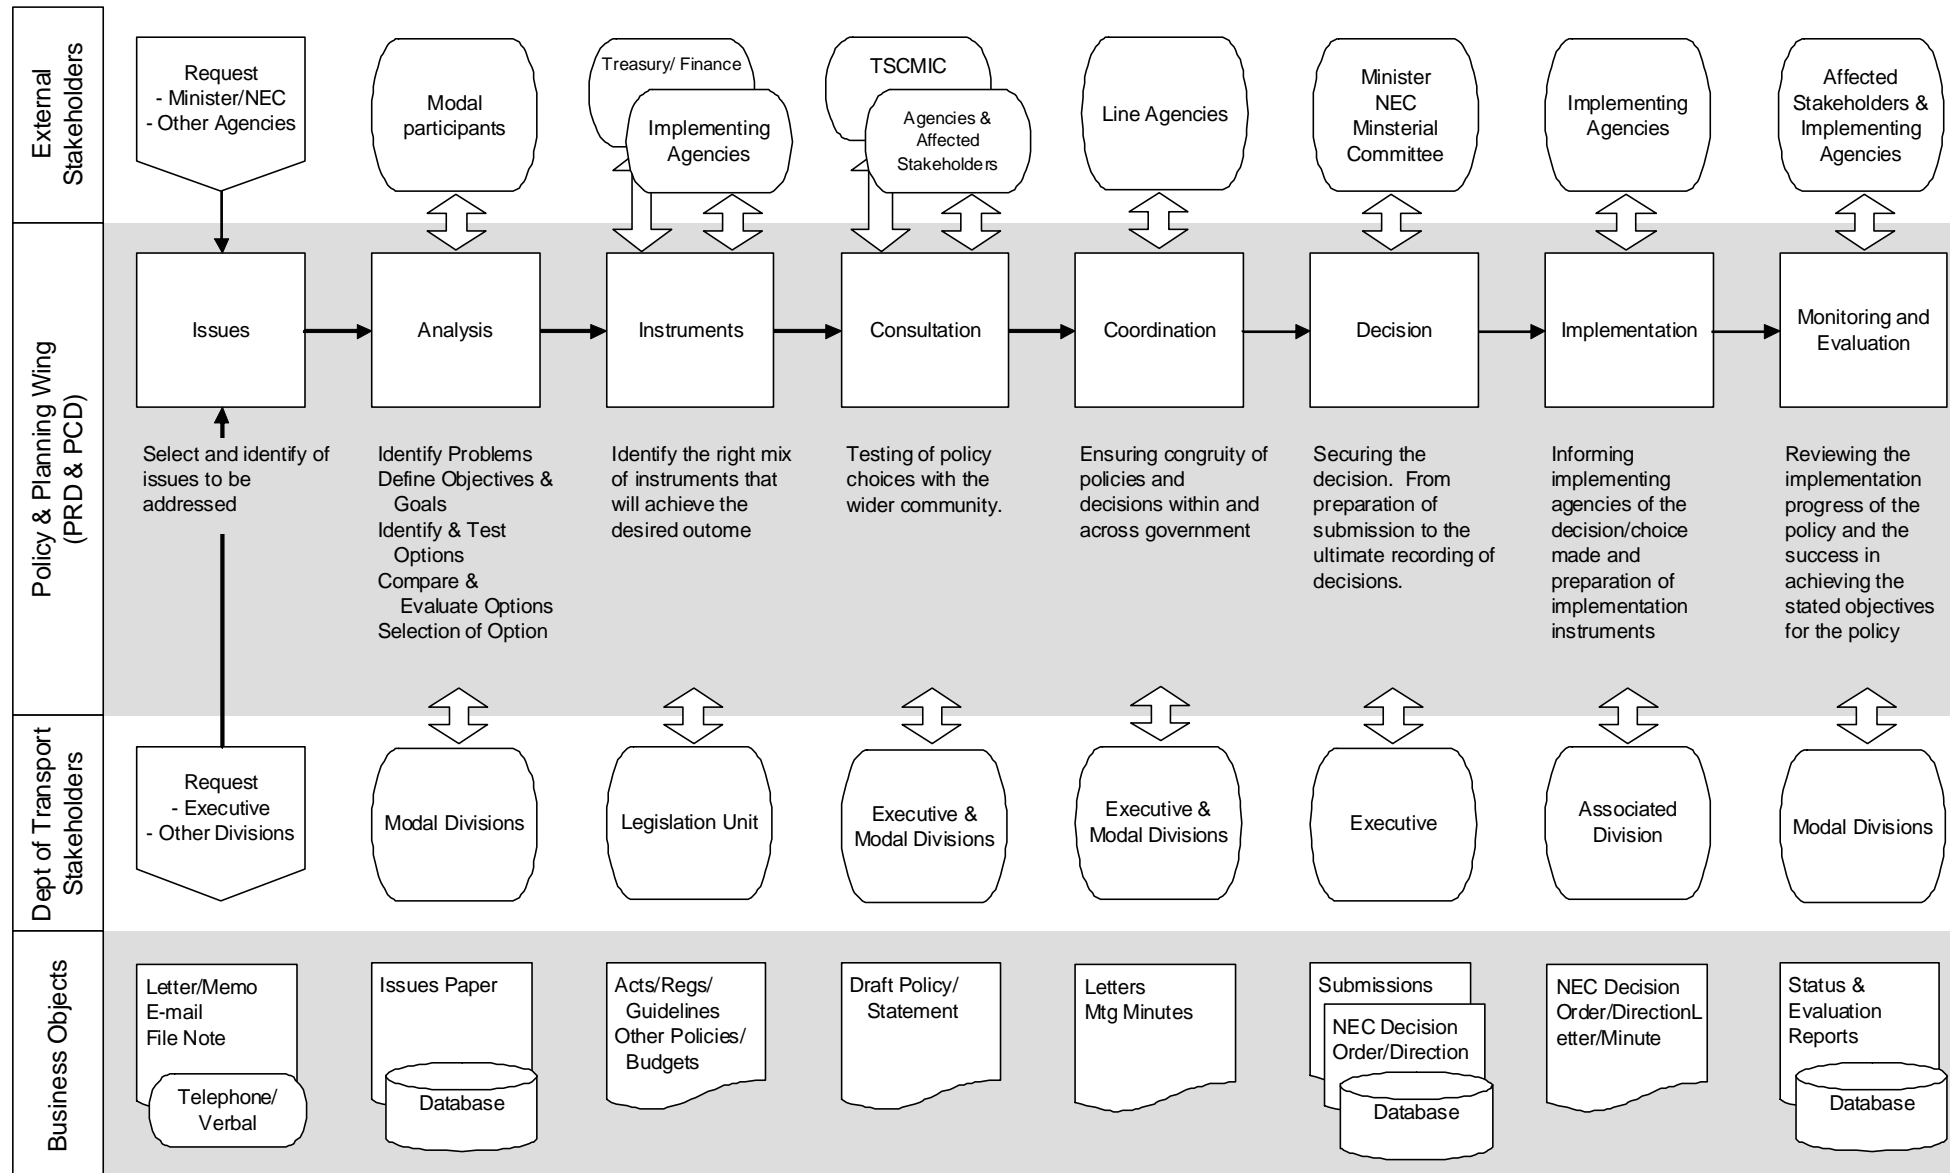 External
Stakeholders
Request
- Minister/NEC
- Other Agencies
Modal
participants
Treasury/ Finance
Implementing
Agencies
TSCMIC
Agencies &
Affected
Stakeholders
Line Agencies
Minister
NEC
Minsterial
Committee
Implementing
Agencies
Affected
Stakeholders &
Implementing
Agencies
Policy & Planning Wing
(PRD & PCD)
Issues
Analysis
Instruments
Consultation
Coordination
Decision
Implementation
Monitoring and
Evaluation
Select and identify of
issues to be
addressed
Identify Problems
Define Objectives &
Goals
Identify & Test
Options
Compare &
Evaluate Options
Selection of Option
Identify the right mix
of instruments that
will achieve the
desired outcome
Testing of policy
choices with the
wider community.
Ensuring congruity of
policies and
decisions within and
across government
Securing the
decision. From
preparation of
submission to the
ultimate recording of
decisions.
Informing
implementing
agencies of the
decision/choice
made and
preparation of
implementation
instruments
Reviewing the
implementation
progress of the
policy and the
success in
achieving the
stated objectives
for the policy
Dept of Transport
Stakeholders
Request
- Executive
- Other Divisions
Modal Divisions
Legislation Unit
Executive &
Modal Divisions
Executive &
Modal Divisions
Executive
Associated
Division
Modal Divisions
Business Objects
Letter/Memo
E-mail
File Note
Telephone/
Verbal
Issues Paper
Database
Acts/Regs/
Guidelines
Other Policies/
Budgets
Draft Policy/
Statement
Letters
Mtg Minutes
Submissions
NEC Decision
Order/Direction
Database
NEC Decision
Order/DirectionL
etter/Minute
Status &
Evaluation
Reports
Database